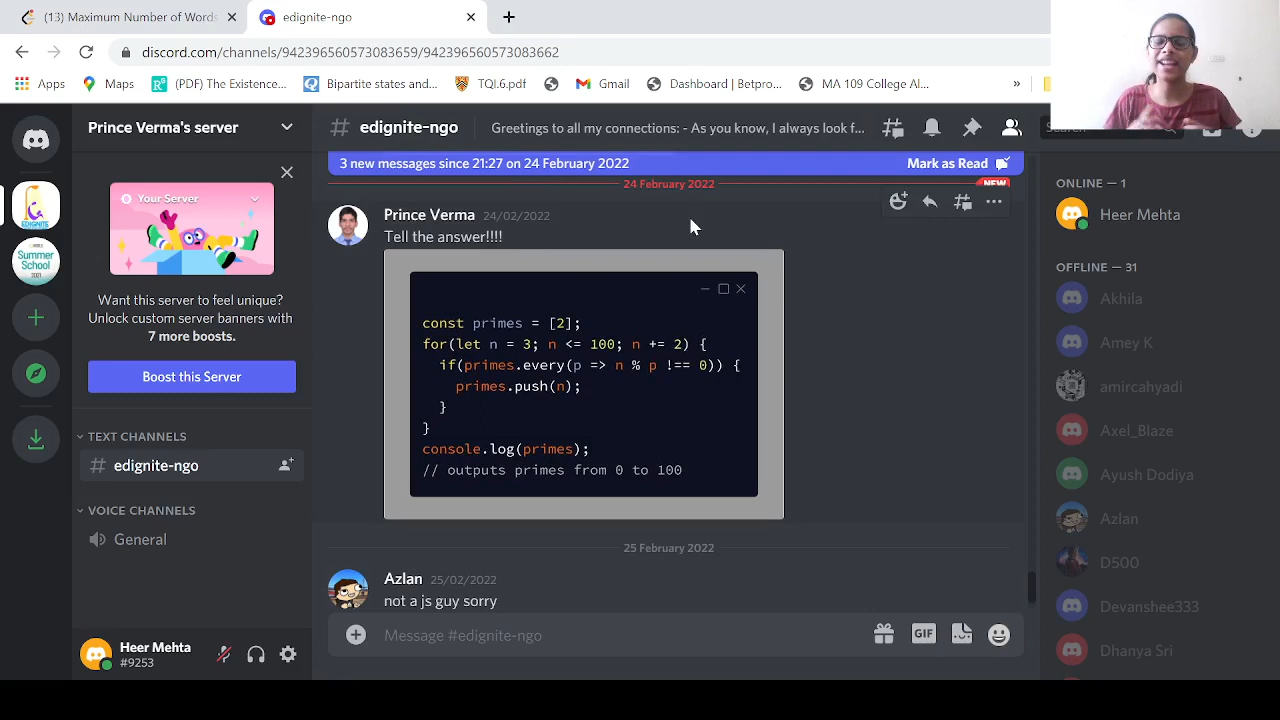 (13) Maximum Number of Words
edignite-ngo
discord.com/channels/942396560573083659/942396560573083662
Apps
Maps
(PDF) The Existence...
Bipartite states and...
TQI.6.pdf
Gmail
Dashboard | Betpro...
MA 109 College Al...
»
Prince Verma's server
# edignite-ngo
Greetings to all my connections: - As you know, I always look f...
Search
3 new messages since 21:27 on 24 February 2022
Mark as Read
24 February 2022
NEW
Your Server
Want this server to feel unique?
Unlock custom server banners with
7 more boosts.
Boost this Server
TEXT CHANNELS
# edignite-ngo
VOICE CHANNELS
General
Heer Mehta
#9253
EDIGNITE
Summer
School
2021
Prince Verma 24/02/2022
Tell the answer!!!!
const primes = [2];
for(let n = 3; n <= 100; n += 2) {
if(primes.every(p => n % p !== 0)) {
primes.push(n);
}
}
console.log(primes);
// outputs primes from 0 to 100
25 February 2022
Azlan 25/02/2022
not a js guy sorry
Message #edignite-ngo
GIF
ONLINE — 1
Heer Mehta
OFFLINE — 31
Akhila
Amey K
amircahyadi
Axel_Blaze
Ayush Dodiya
Azlan
D500
Devanshee333
Dhanya Sri